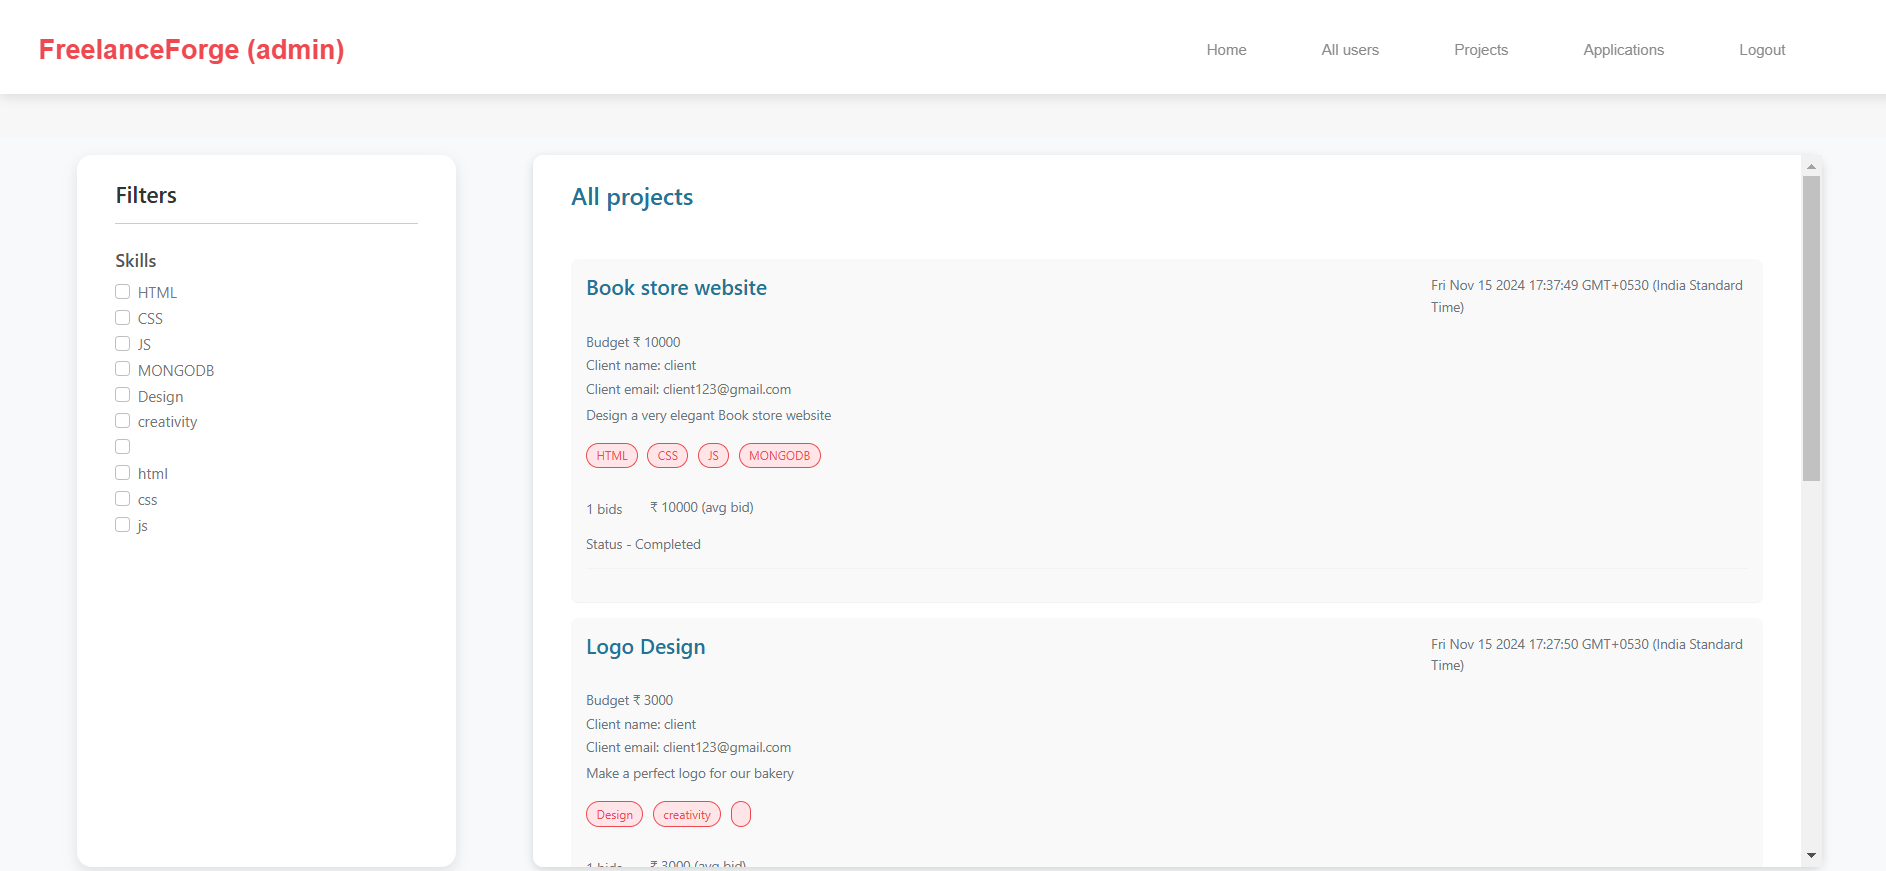 FreelanceForge (admin)
Home
All users
Projects
Applications
Logout
Filters
Skills
HTML
CSS
JS
MONGODB
Design
creativity
html
css
js
All projects
Book store website
Fri Nov 15 2024 17:37:49 GMT+0530 (India Standard
Time)
Budget ₹ 10000
Client name: client
Client email: client123@gmail.com
Design a very elegant Book store website
HTML
CSS
JS
MONGODB
1 bids
₹ 10000 (avg bid)
Status - Completed
Logo Design
Fri Nov 15 2024 17:27:50 GMT+0530 (India Standard
Time)
Budget ₹ 3000
Client name: client
Client email: client123@gmail.com
Make a perfect logo for our bakery
Design
creativity
1 bids
₹ 3000 (avg bid)